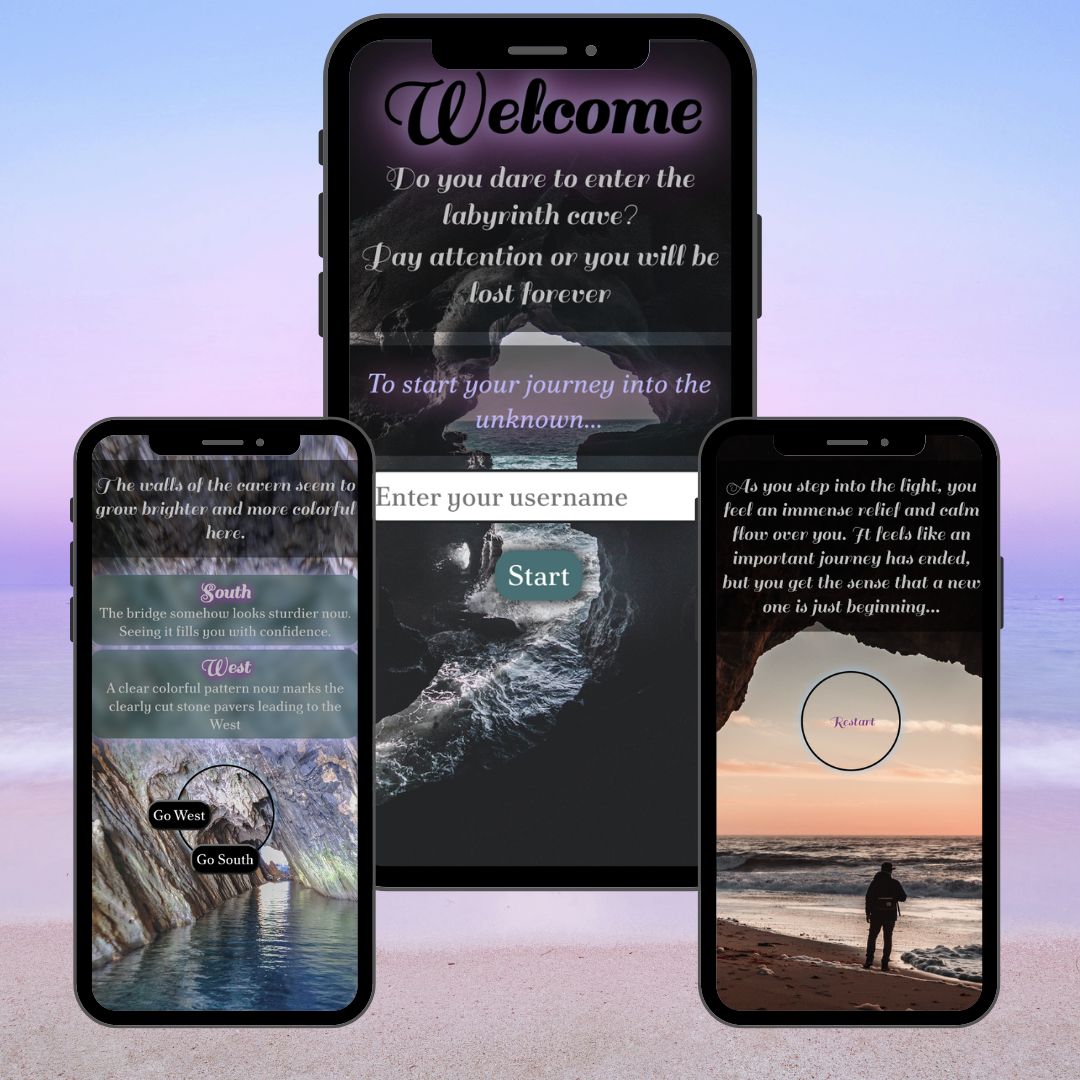 Welcome
Do you dare to enter the
labyrinth cave?
Pay attention or you will be
lost forever
To start your journey into the
unknown...
Enter your username
Start
The walls of the cavern seem to
grow brighter and more colorful
here.
South
The bridge somehow looks sturdier now.
Seeing it fills you with confidence.
West
A clear colorful pattern now marks the
clearly cut stone pavers leading to the
West
Go West
Go South
As you step into the light, you
feel an immense relief and calm
flow over you. It feels like an
important journey has ended,
but you get the sense that a new
one is just beginning...
Restart